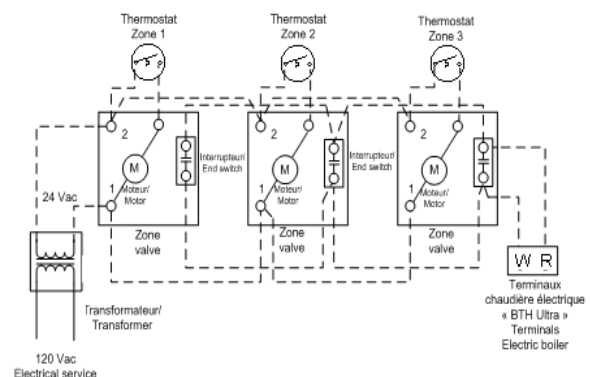 Thermostat
Zone 1
Thermostat
Zone 2
Thermostat
Zone 3
2
M
Moteur/
Motor
1
Interrupteur/
End switch
2
M
Moteur/
Motor
1
Interrupteur/
End switch
2
M
Moteur/
Motor
1
24 Vac
Zone
valve
Zone
valve
Zone
valve
W R
Transformateur/
Transformer
Terminaux
chaudière électrique
« BTH Ultra »
Terminals
Electric boiler
120 Vac
Electrical service